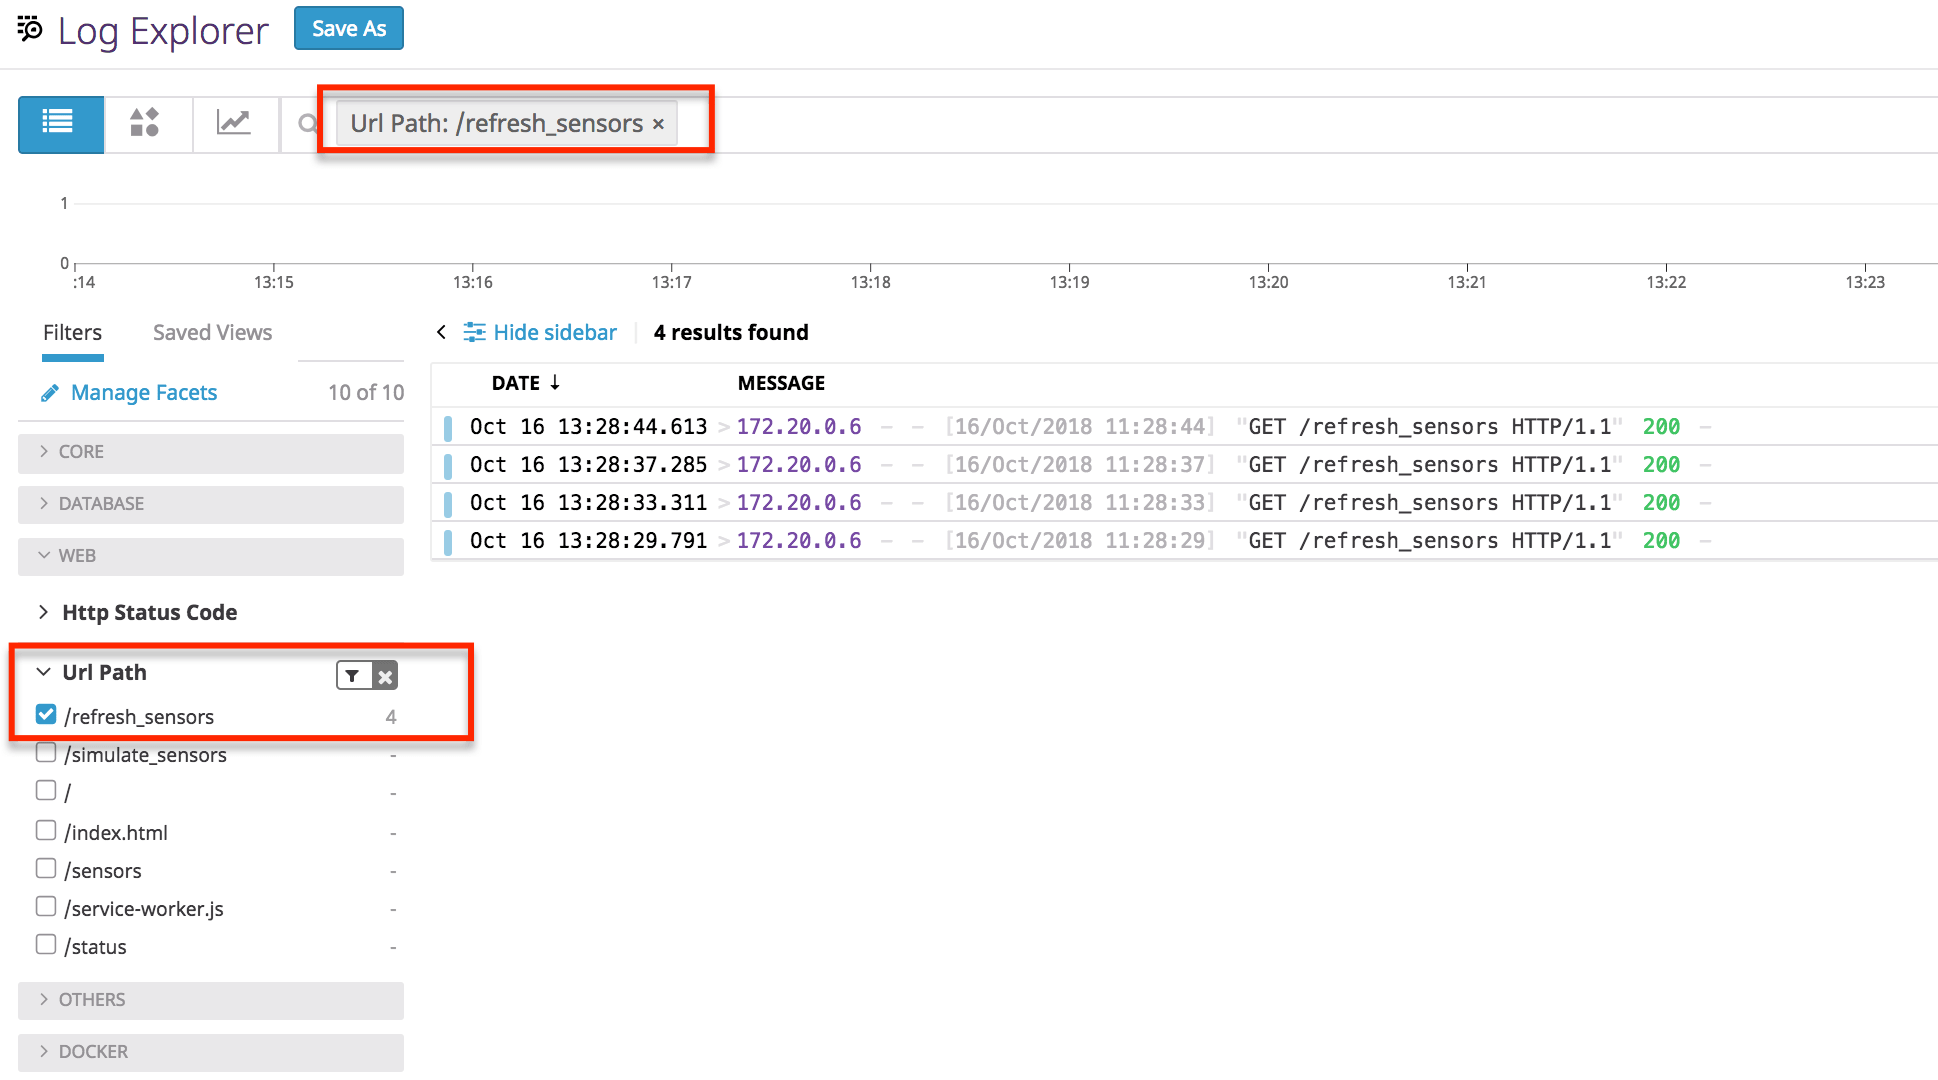 Log Explorer Save As
Url Path: /refresh_sensors ×
1
0
:14 13:15 13:16 13:17 13:18 13:19 13:20 13:21 13:22 13:23
Filters Saved Views
Hide sidebar 4 results found
Manage Facets 10 of 10
DATE ↓ MESSAGE
Oct 16 13:28:44.613 > 172.20.0.6 - - [16/Oct/2018 11:28:44] "GET /refresh_sensors HTTP/1.1" 200 -
Oct 16 13:28:37.285 > 172.20.0.6 - - [16/Oct/2018 11:28:37] "GET /refresh_sensors HTTP/1.1" 200 -
Oct 16 13:28:33.311 > 172.20.0.6 - - [16/Oct/2018 11:28:33] "GET /refresh_sensors HTTP/1.1" 200 -
Oct 16 13:28:29.791 > 172.20.0.6 - - [16/Oct/2018 11:28:29] "GET /refresh_sensors HTTP/1.1" 200 -
CORE
DATABASE
WEB
Http Status Code
Url Path
/refresh_sensors 4
/simulate_sensors -
/ -
/index.html -
/sensors -
/service-worker.js -
/status -
OTHERS
DOCKER